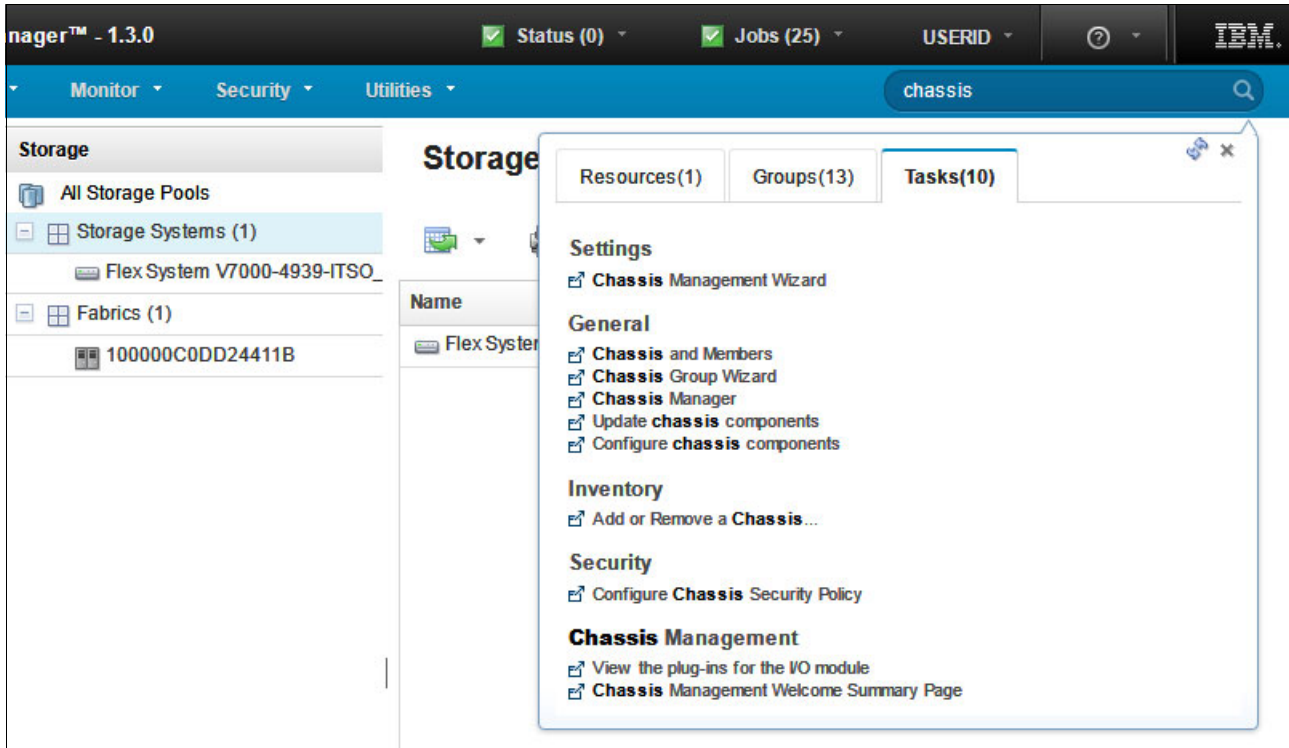 nager™ - 1.3.0
Status (0)
Jobs (25)
USERID
?
IBM.
Monitor
Security
Utilities
chassis
Storage
All Storage Pools
Storage Systems (1)
Flex System V7000-4939-ITSO_
Fabrics (1)
100000C0DD24411B
Storage
Name
Flex System
Resources(1)
Groups(13)
Tasks(10)
Settings
Chassis Management Wizard
General
Chassis and Members
Chassis Group Wizard
Chassis Manager
Update chassis components
Configure chassis components
Inventory
Add or Remove a Chassis...
Security
Configure Chassis Security Policy
Chassis Management
View the plug-ins for the I/O module
Chassis Management Welcome Summary Page